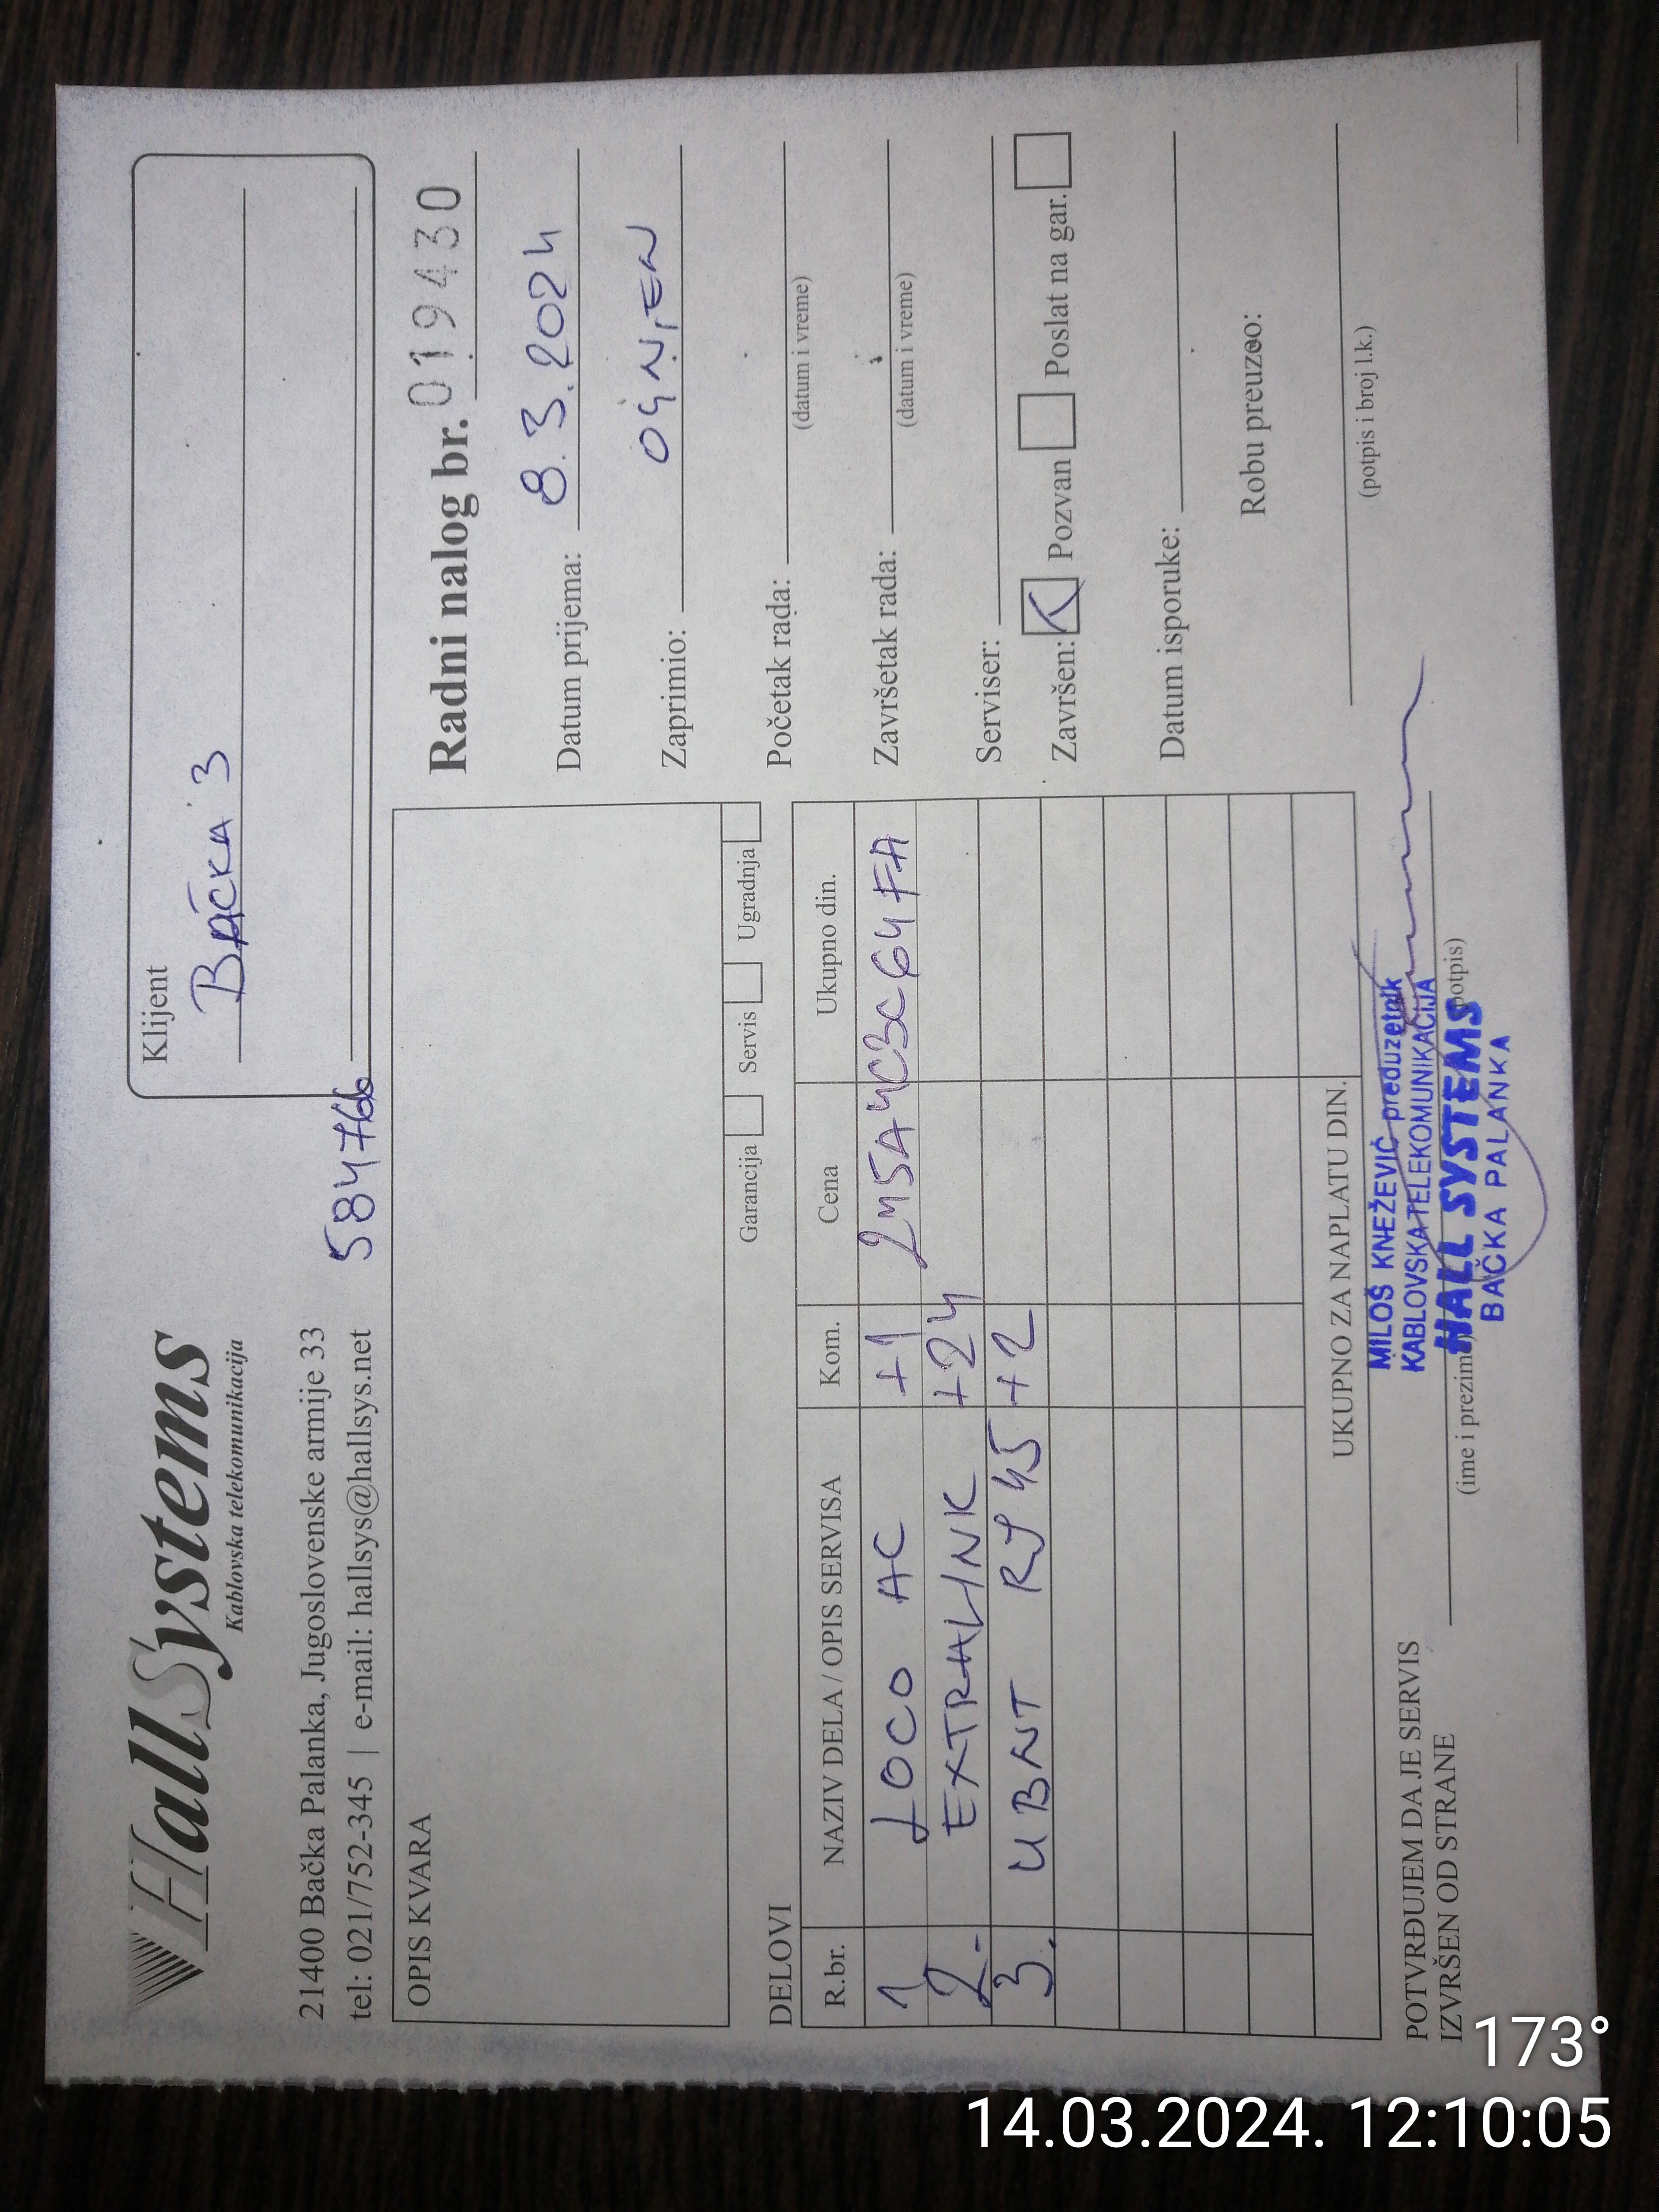 HallSystems
Kablovska telekomunikacija
21400 Bačka Palanka, Jugoslovenske armije 33
tel: 021/752-345 | e-mail: hallsys@hallsys.net
Klijent
BAČKA 3
584766
Radni nalog br. 019430
Datum prijema: 8.3.2024
Zaprimio: OGNJEN
Početak rada:
(datum i vreme)
Završetak rada:
(datum i vreme)
Serviser:
Završen: Pozvan Poslat na gar.
Datum isporuke:
Robu preuzeo:
(potpis i broj l.k.)
OPIS KVARA
Garancija Servis Ugradnja
DELOVI
R.br. NAZIV DELA / OPIS SERVISA Kom. Cena Ukupno din.
1 LOCO AC +1 245A4C3C64FA
2. EXTRALINK +24
3. UBNT RJ45 +2
UKUPNO ZA NAPLATU DIN.
POTVRĐUJEM DA JE SERVIS
IZVRŠEN OD STRANE
(ime i prezime) potpis)
MILOŠ KNEŽEVIĆ preduzetnik
KABLOVSKA TELEKOMUNIKACIJA
HALL SYSTEMS
BAČKA PALANKA
173°
14.03.2024. 12:10:05